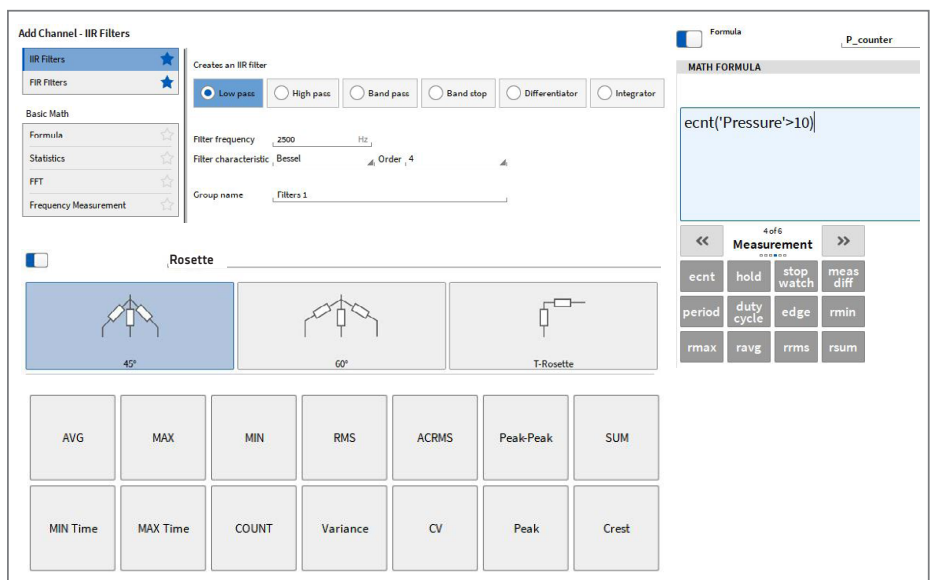 Add Channel - IIR Filters
IIR Filters
FIR Filters
Basic Math
Formula
Statistics
FFT
Frequency Measurement
Creates an IIR filter
Low pass High pass Band pass Band stop Differentiator Integrator
Filter frequency 2500 Hz
Filter characteristic Bessel Order 4
Group name Filters 1
Formula
P_counter
MATH FORMULA
ecnt('Pressure'>10)
4 of 6
« Measurement »
ecnt hold stop watch meas diff
period duty cycle edge rmin
rmax ravg rrms rsum
Rosette
45° 60° T-Rosette
AVG MAX MIN RMS ACRMS Peak-Peak SUM
MIN Time MAX Time COUNT Variance CV Peak Crest